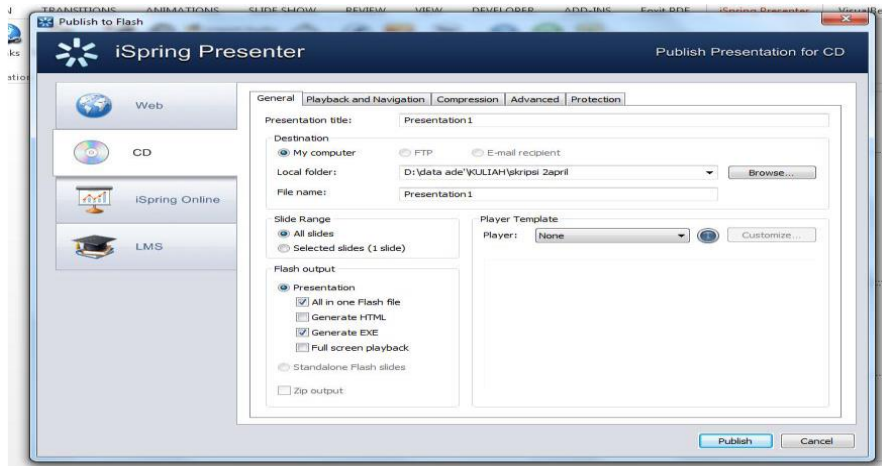 TRANSITIONS ANIMATIONS SLIDE SHOW REVIEW VIEW DEVELOPER ADD-INS Foxit PDF iSpring Presenter
Publish to Flash
iSpring Presenter
Publish Presentation for CD
Web
CD
iSpring Online
LMS
General Playback and Navigation Compression Advanced Protection
Presentation title: Presentation1
Destination
My computer FTP E-mail recipient
Local folder: D:\data ade'\KULIAH\skripsi 2april Browse...
File name: Presentation1
Slide Range
All slides
Selected slides (1 slide)
Player Template
Player: None Customize...
Flash output
Presentation
All in one Flash file
Generate HTML
Generate EXE
Full screen playback
Standalone Flash slides
Zip output
Publish Cancel